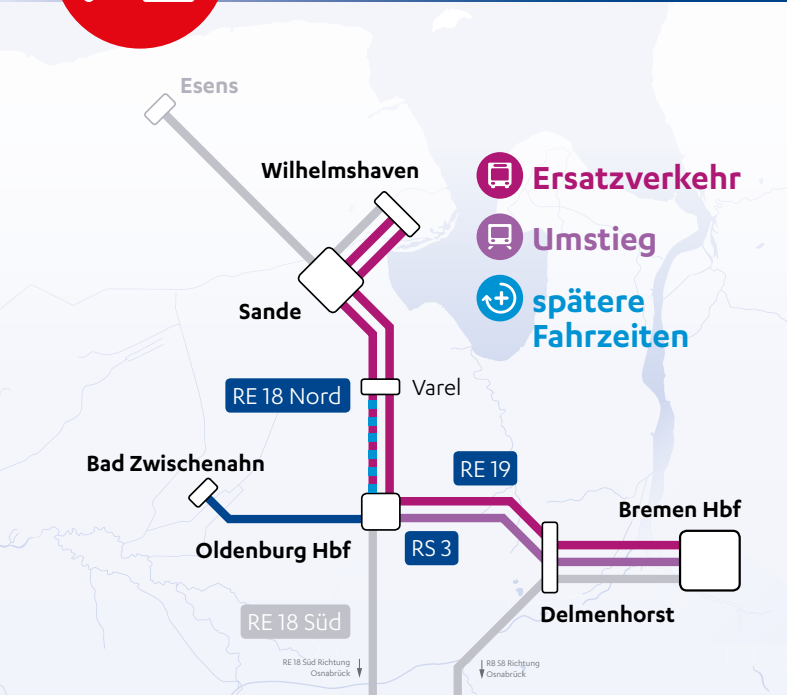 Esens
Wilhelmshaven
Ersatzverkehr
Umstieg
Sande
spätere
Fahrzeiten
Varel
RE 18 Nord
Bad Zwischenahn
RE 19
Bremen Hbf
Oldenburg Hbf
RS 3
Delmenhorst
RE 18 Süd
RE 18 Süd Richtung
Osnabrück
RB 58 Richtung
Osnabrück